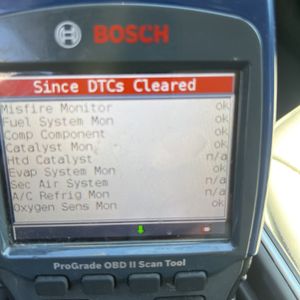 BOSCH
Since DTCs Cleared
Misfire Monitor ok
Fuel System Mon ok
Comp Component ok
Catalyst Mon ok
Htd Catalyst n/a
Evap System Mon ok
Sec Air System n/a
A/C Refrig Mon n/a
Oxygen Sens Mon ok
ProGrade OBD II Scan Tool